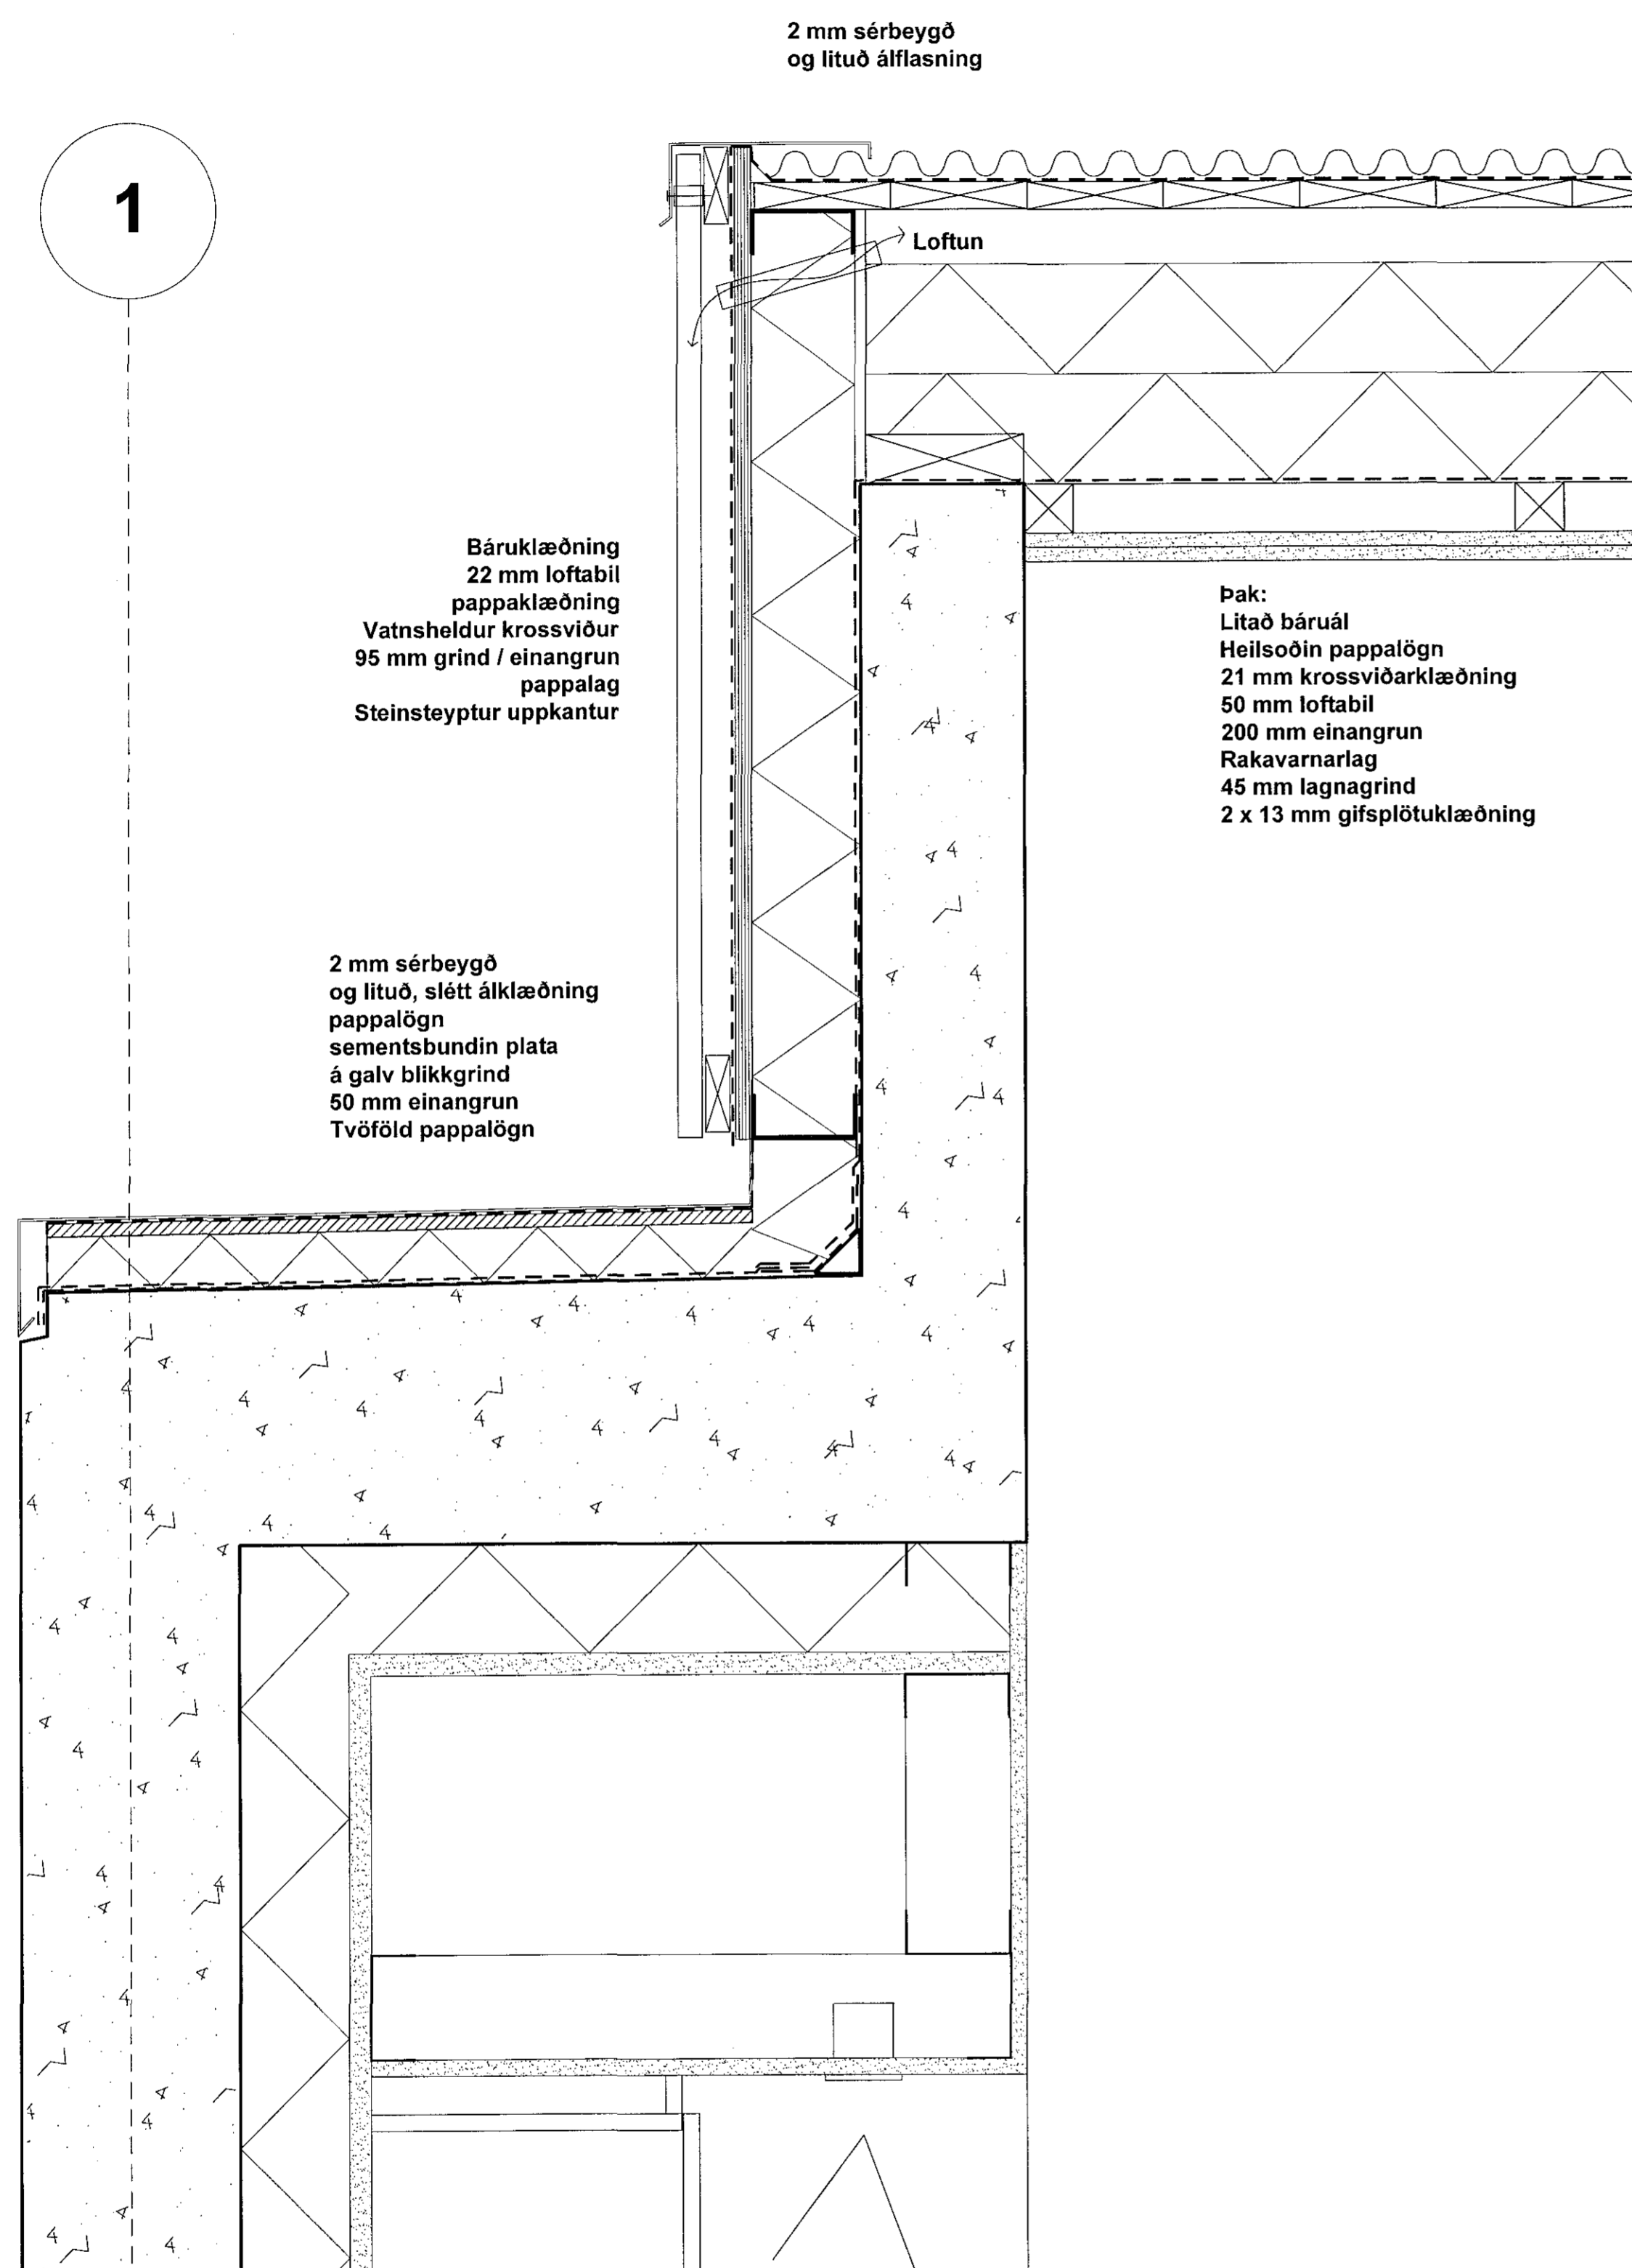 2 mm sérbeygð
og lituð álflasning
1
Loftun
Báruklæðning
22 mm loftabil
pappaklæðning
Vatnsheldur krossviður
95 mm grind / einangrun
pappalag
Steinsteyptur uppkantur
Þak:
Litað báruál
Heilsoðin pappalögn
21 mm krossviðarklæðning
50 mm loftabil
200 mm einangrun
Rakavarnarlag
45 mm lagnagrind
2 x 13 mm gifsplötuklæðning
2 mm sérbeygð
og lituð, slétt álklæðning
pappalögn
sementsbundin plata
á galv blikkgrind
50 mm einangrun
Tvöföld pappalögn